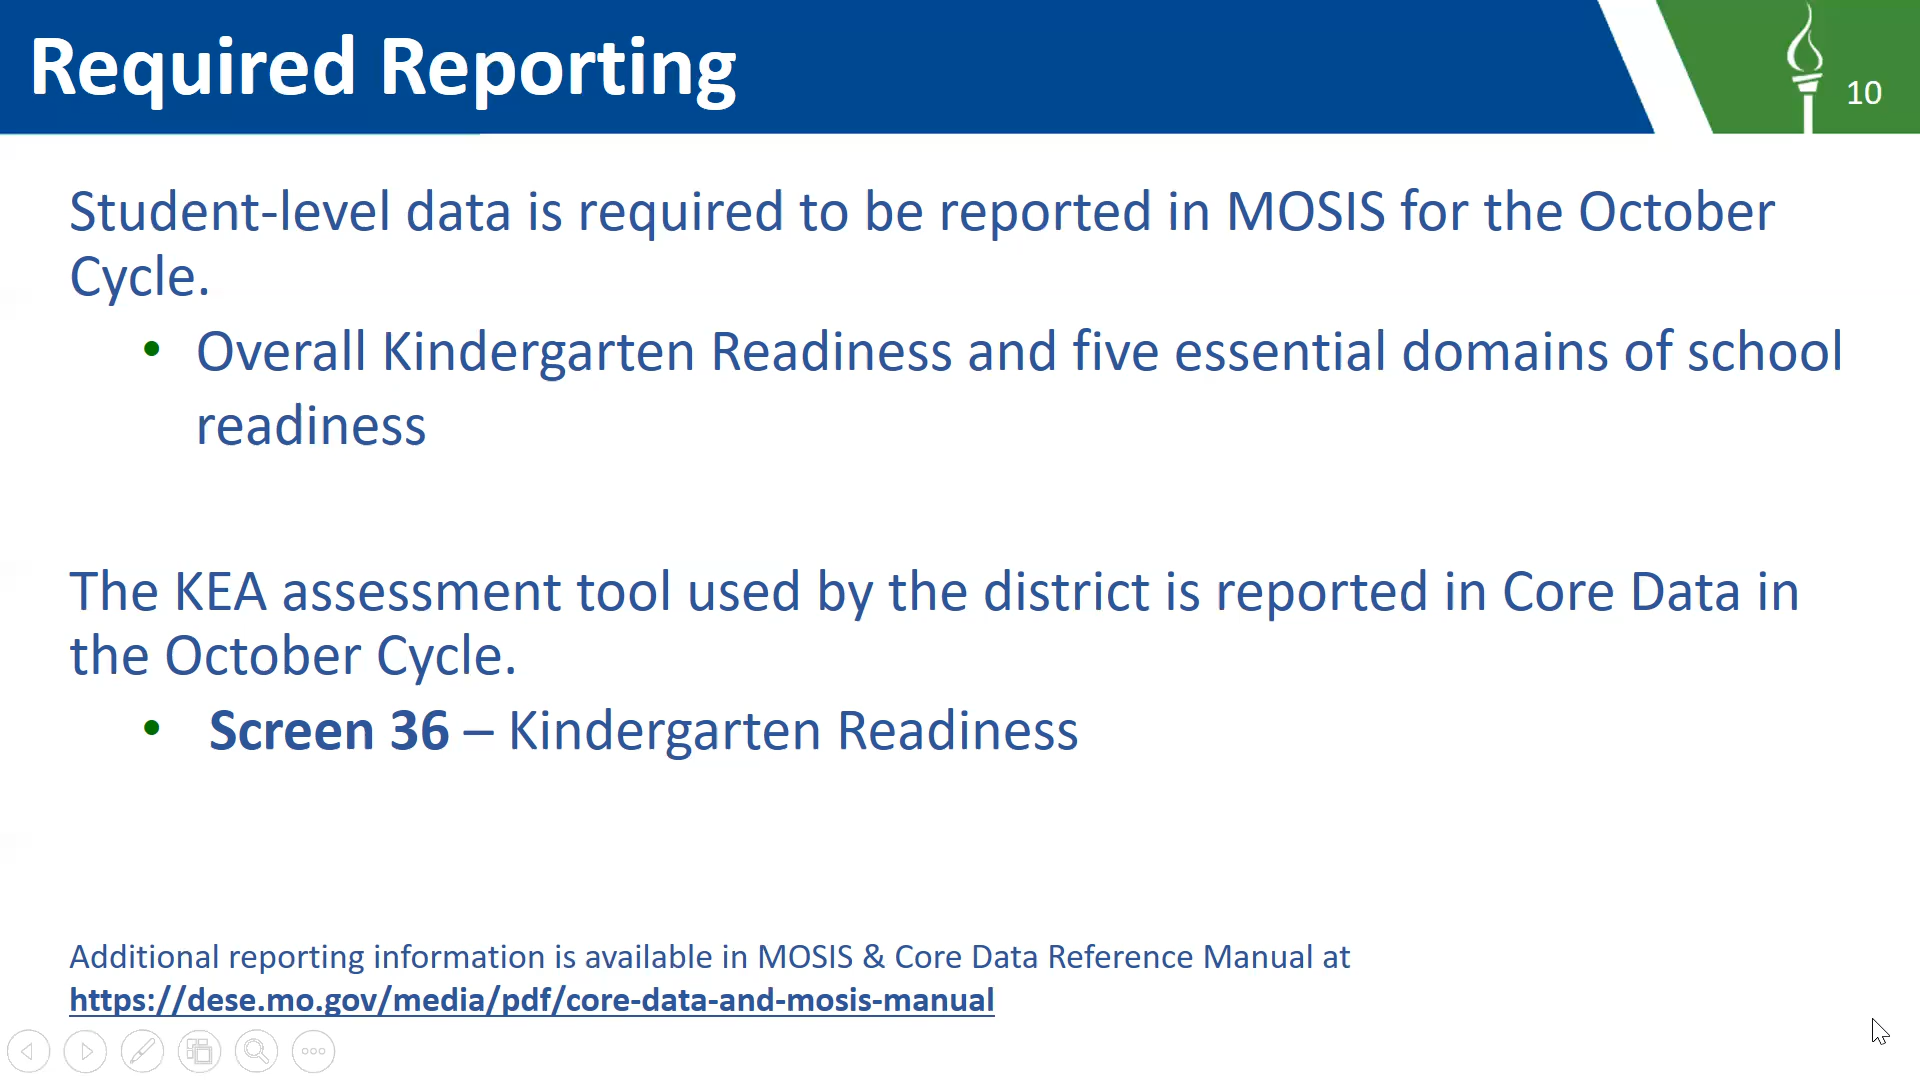 Required Reporting
10
Student-level data is required to be reported in MOSIS for the October
Cycle.
• Overall Kindergarten Readiness and five essential domains of school
readiness
The KEA assessment tool used by the district is reported in Core Data in
the October Cycle.
• Screen 36 – Kindergarten Readiness
Additional reporting information is available in MOSIS & Core Data Reference Manual at
https://dese.mo.gov/media/pdf/core-data-and-mosis-manual